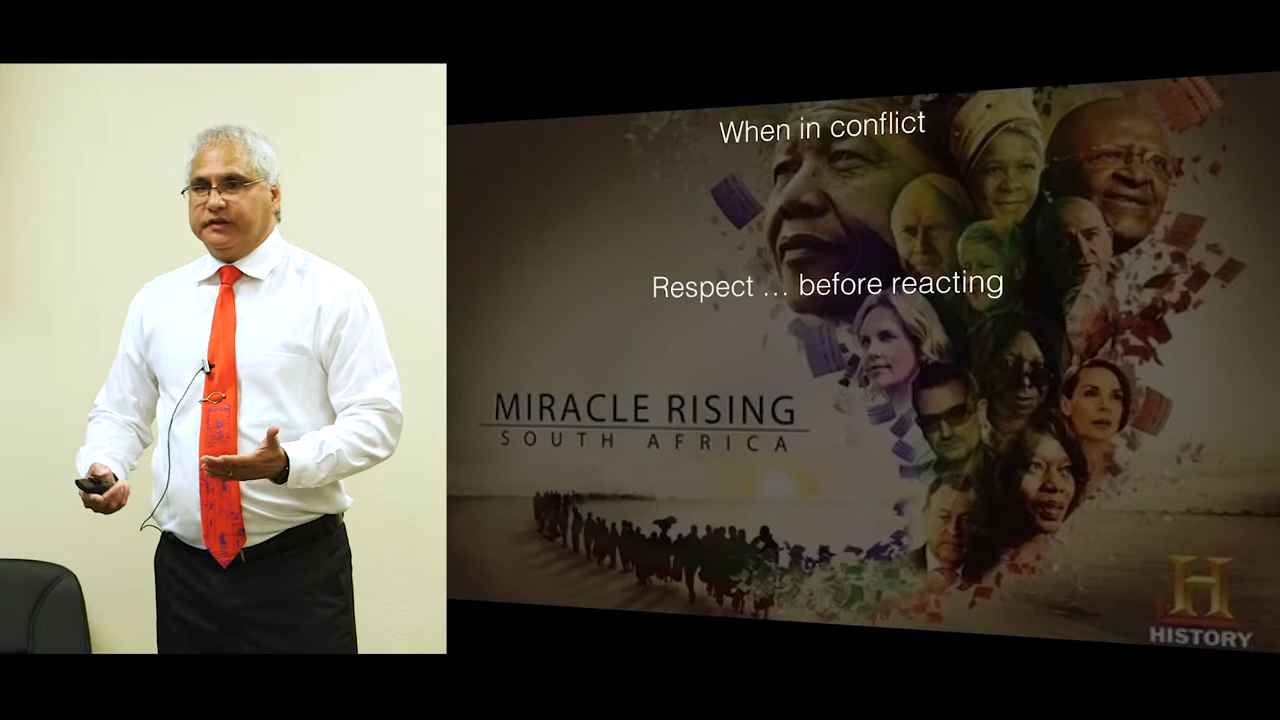 When in conflict
Respect ... before reacting
MIRACLE RISING
SOUTH AFRICA
H
HISTORY